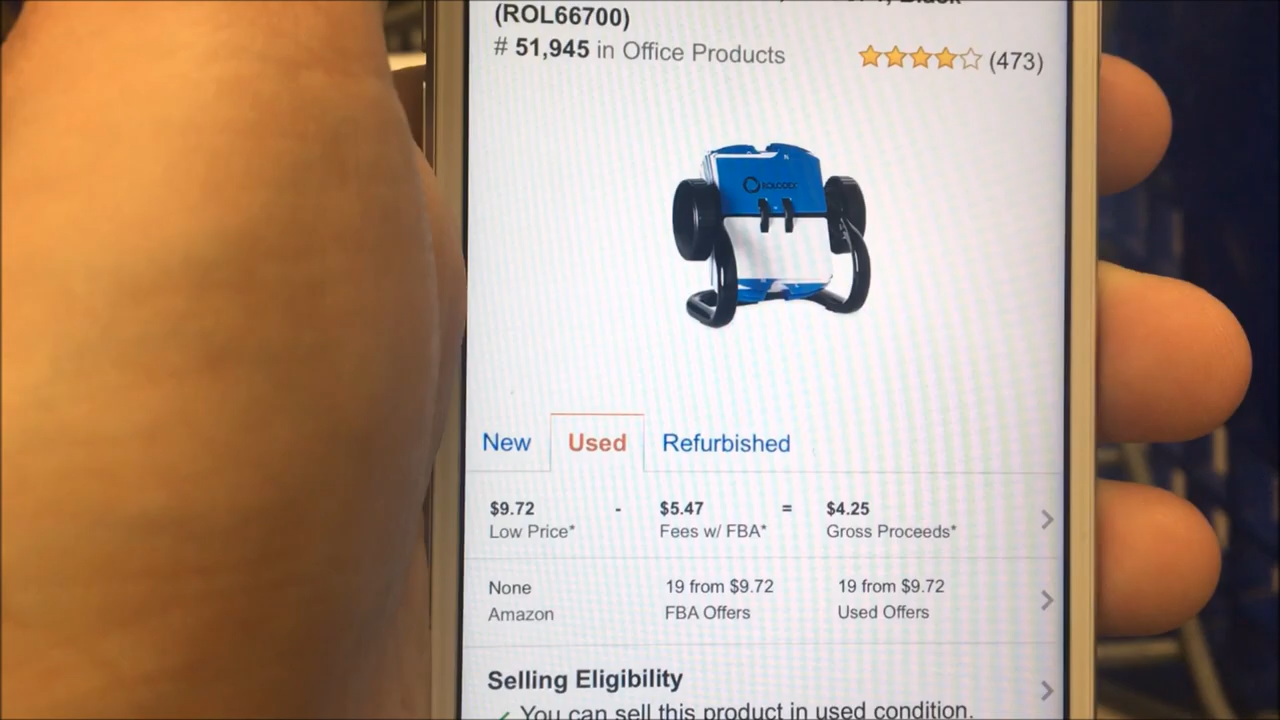 Black
(ROL66700)
# 51,945 in Office Products
(473)
ROLODEX
New
Used
Refurbished
$9.72 - $5.47 = $4.25
Low Price* Fees w/ FBA* Gross Proceeds*
None 19 from $9.72 19 from $9.72
Amazon FBA Offers Used Offers
Selling Eligibility
✓ You can sell this product in used condition.